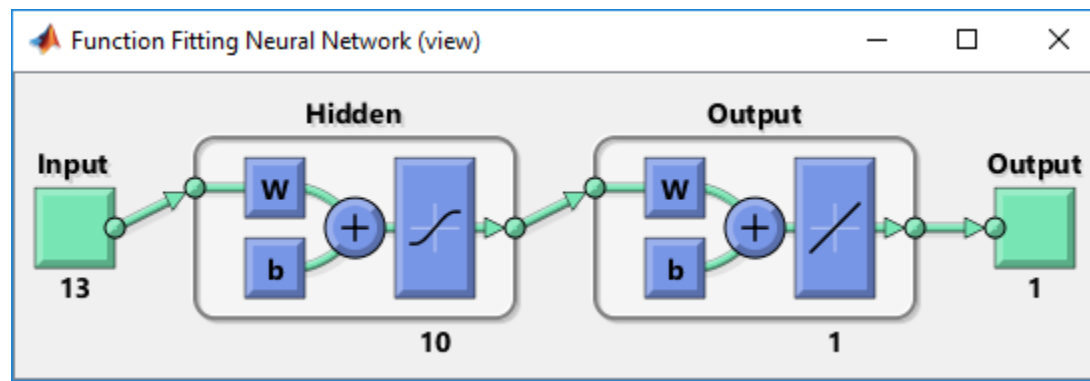 Function Fitting Neural Network (view)
Hidden
Output
Input
Output
W
W
b
b
13
1
10
1